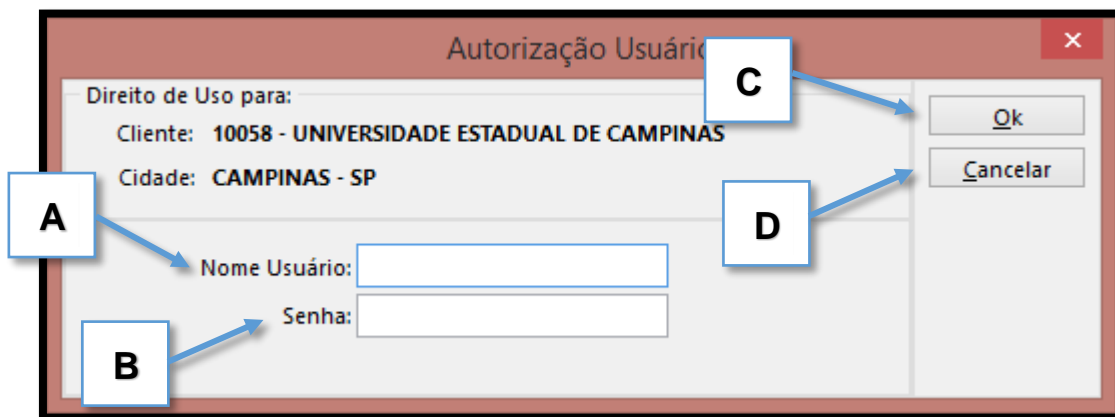 Autorização Usuári
C
Direito de Uso para:
Cliente: 10058 - UNIVERSIDADE ESTADUAL DE CAMPINAS
Ok
Cidade: CAMPINAS - SP
Cancelar
A
D
Nome Usuário:
Senha:
B